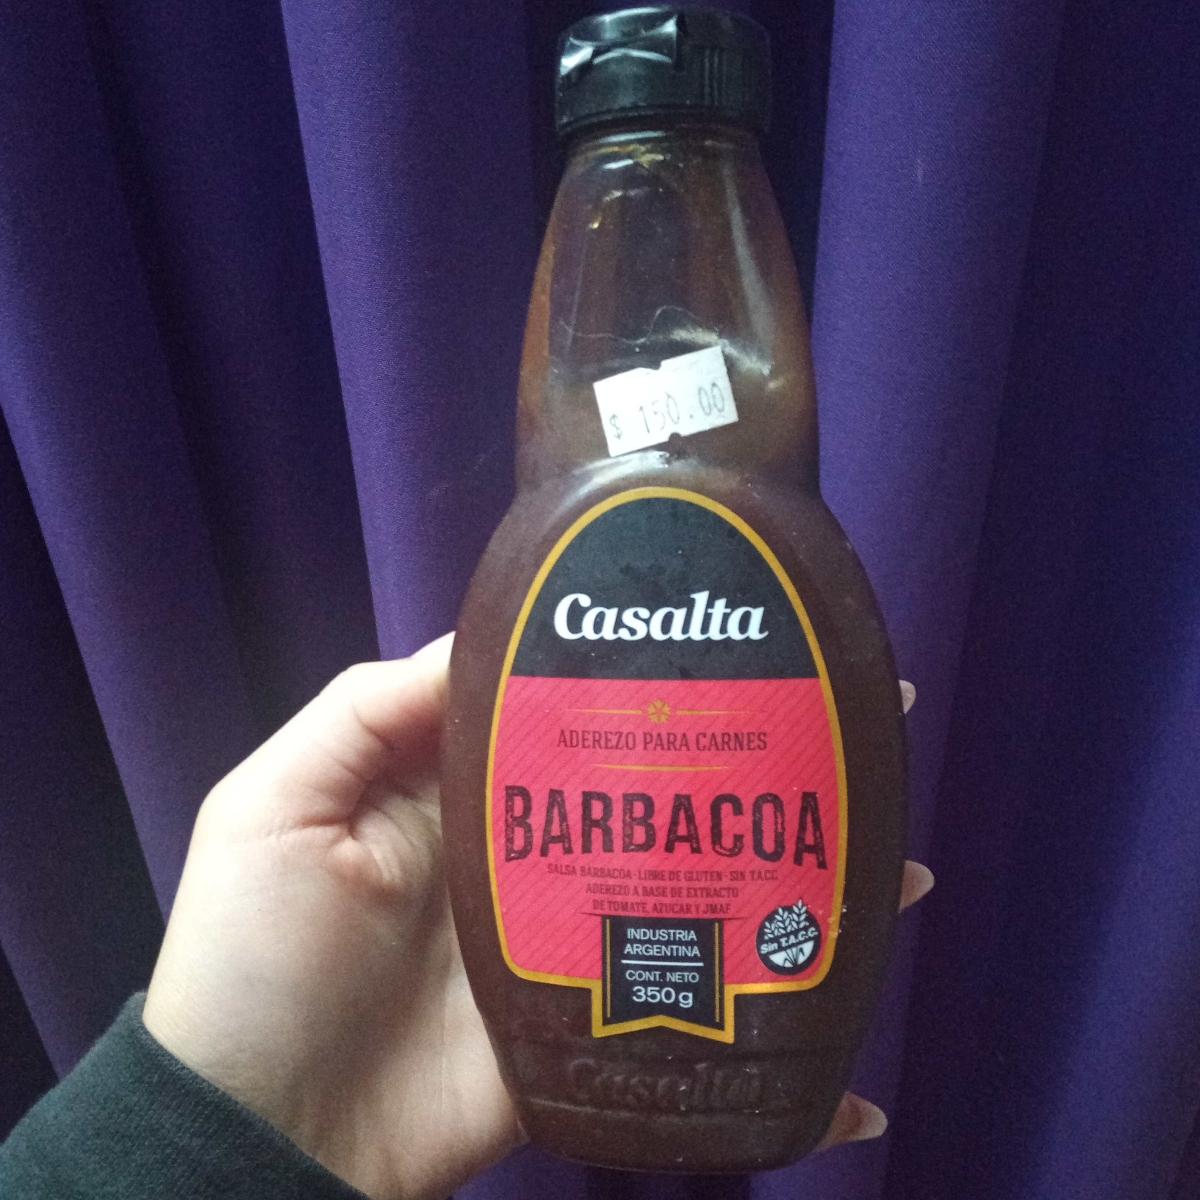 $ 150.00
Casalta
ADEREZO PARA CARNES
BARBACOA
SALSA BARBACOA - LIBRE DE GLUTEN - SIN T.A.C.C.
ADEREZO A BASE DE EXTRACTO
DE TOMATE, AZUCAR Y JMAF
INDUSTRIA
ARGENTINA
CONT. NETO
350 g
Sin T.A.C.C.
Casalta